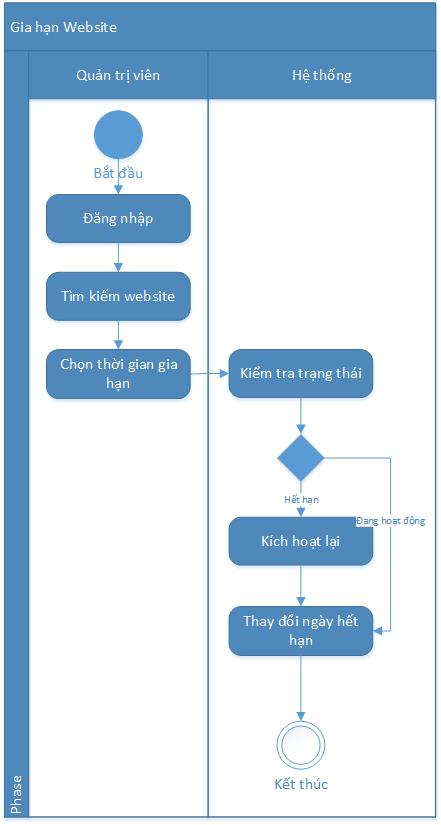 Gia hạn Website
Quản trị viên
Hệ thống
Bắt đầu
Đăng nhập
Tìm kiếm website
Chọn thời gian gia
hạn
Kiểm tra trạng thái
Hết hạn
Đang hoạt động
Kích hoạt lại
Thay đổi ngày hết
hạn
Kết thúc
Phase